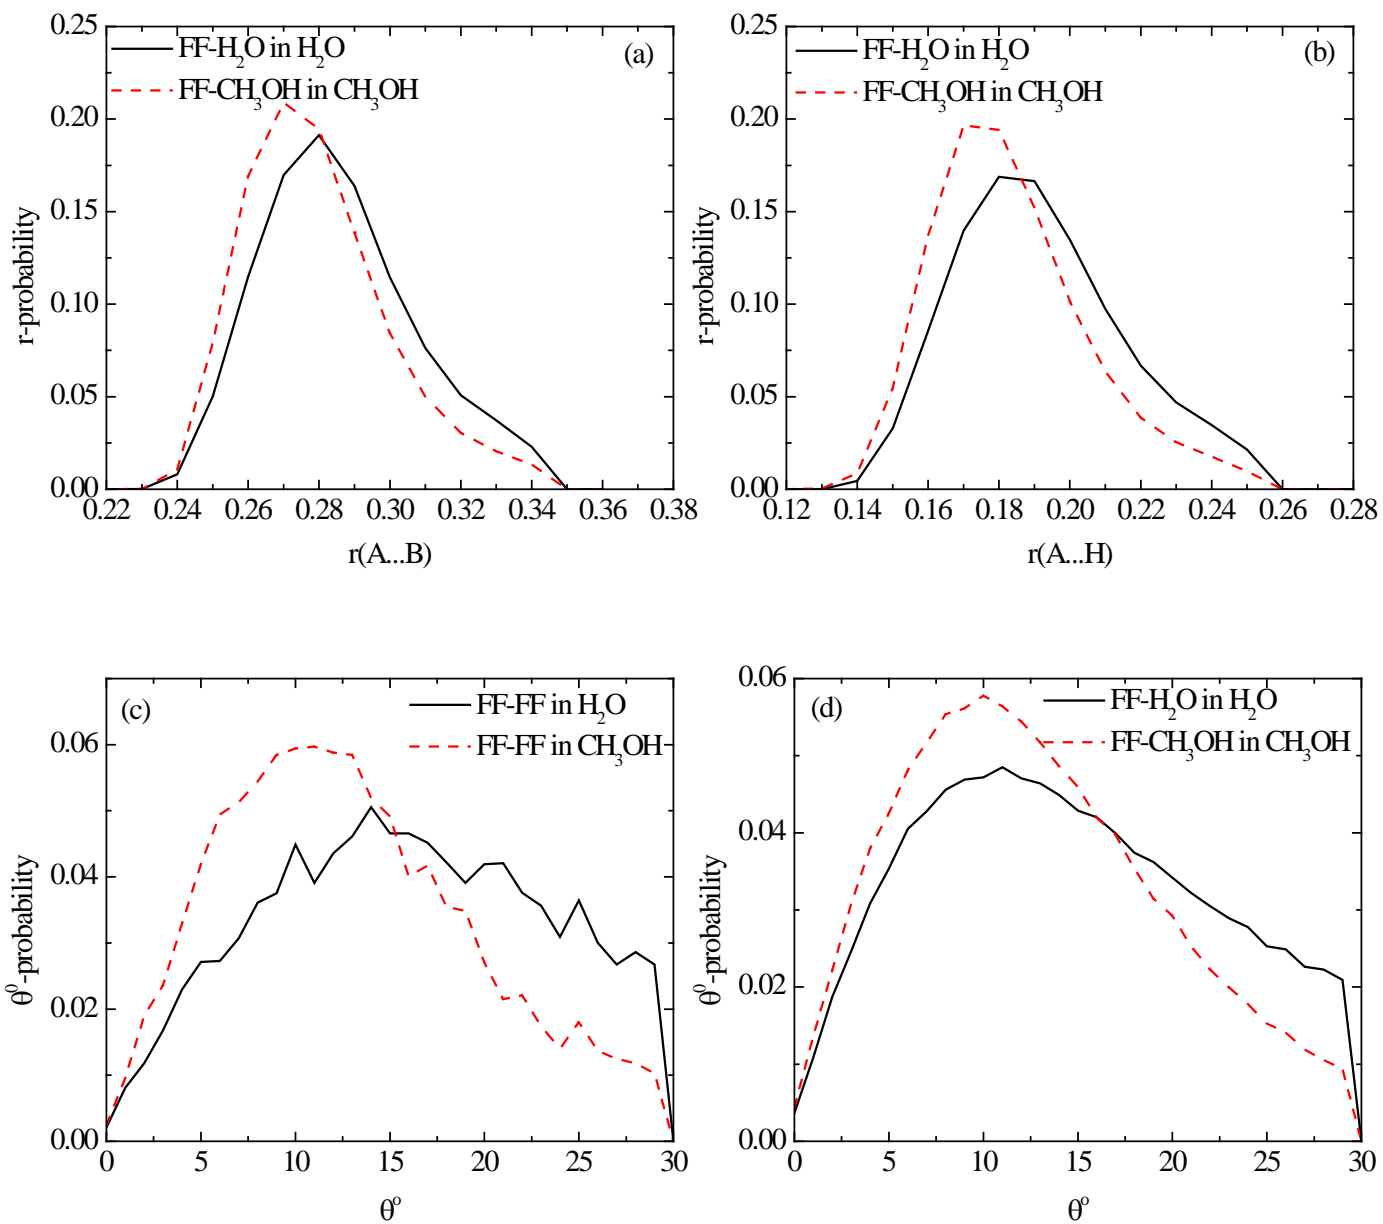 0.25
0.20
0.15
0.10
0.05
0.00
r-probability
FF-H₂O in H₂O
FF-CH₃OH in CH₃OH
(a)
0.22 0.24 0.26 0.28 0.30 0.32 0.34 0.36 0.38
r(A...B)
0.25
0.20
0.15
0.10
0.05
0.00
r-probability
FF-H₂O in H₂O
FF-CH₃OH in CH₃OH
(b)
0.12 0.14 0.16 0.18 0.20 0.22 0.24 0.26 0.28
r(A...H)
0.06
0.04
0.02
0.00
θ⁰-probability
(c)
FF-FF in H₂O
FF-FF in CH₃OH
0 5 10 15 20 25 30
θᵒ
0.06
0.04
0.02
0.00
θ⁰-probability
(d)
FF-H₂O in H₂O
FF-CH₃OH in CH₃OH
0 5 10 15 20 25 30
θᵒ